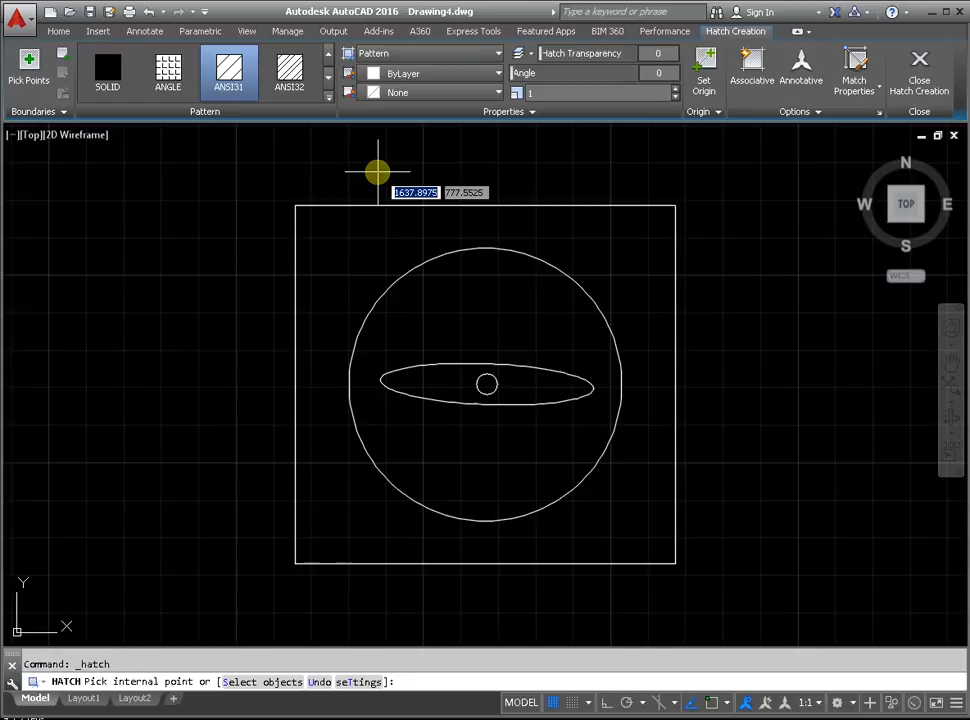 Autodesk AutoCAD 2016 Drawing4.dwg
Type a keyword or phrase
Sign In
Home Insert Annotate Parametric View Manage Output Add-ins A360 Express Tools Featured Apps BIM 360 Performance Hatch Creation
Pick Points
SOLID ANGLE ANSI31 ANSI32
Pattern
ByLayer
None
Hatch Transparency 0
Angle 0
1
Set Origin
Associative
Annotative
Match Properties
Close Hatch Creation
Boundaries Pattern Properties Origin Options Close
[−][Top][2D Wireframe]
N
W TOP E
S
WCS
1637.8975 777.5525
Y
X
Command: _hatch
HATCH Pick internal point or [Select objects Undo seTtings]:
Model Layout1 Layout2 +
MODEL 1:1